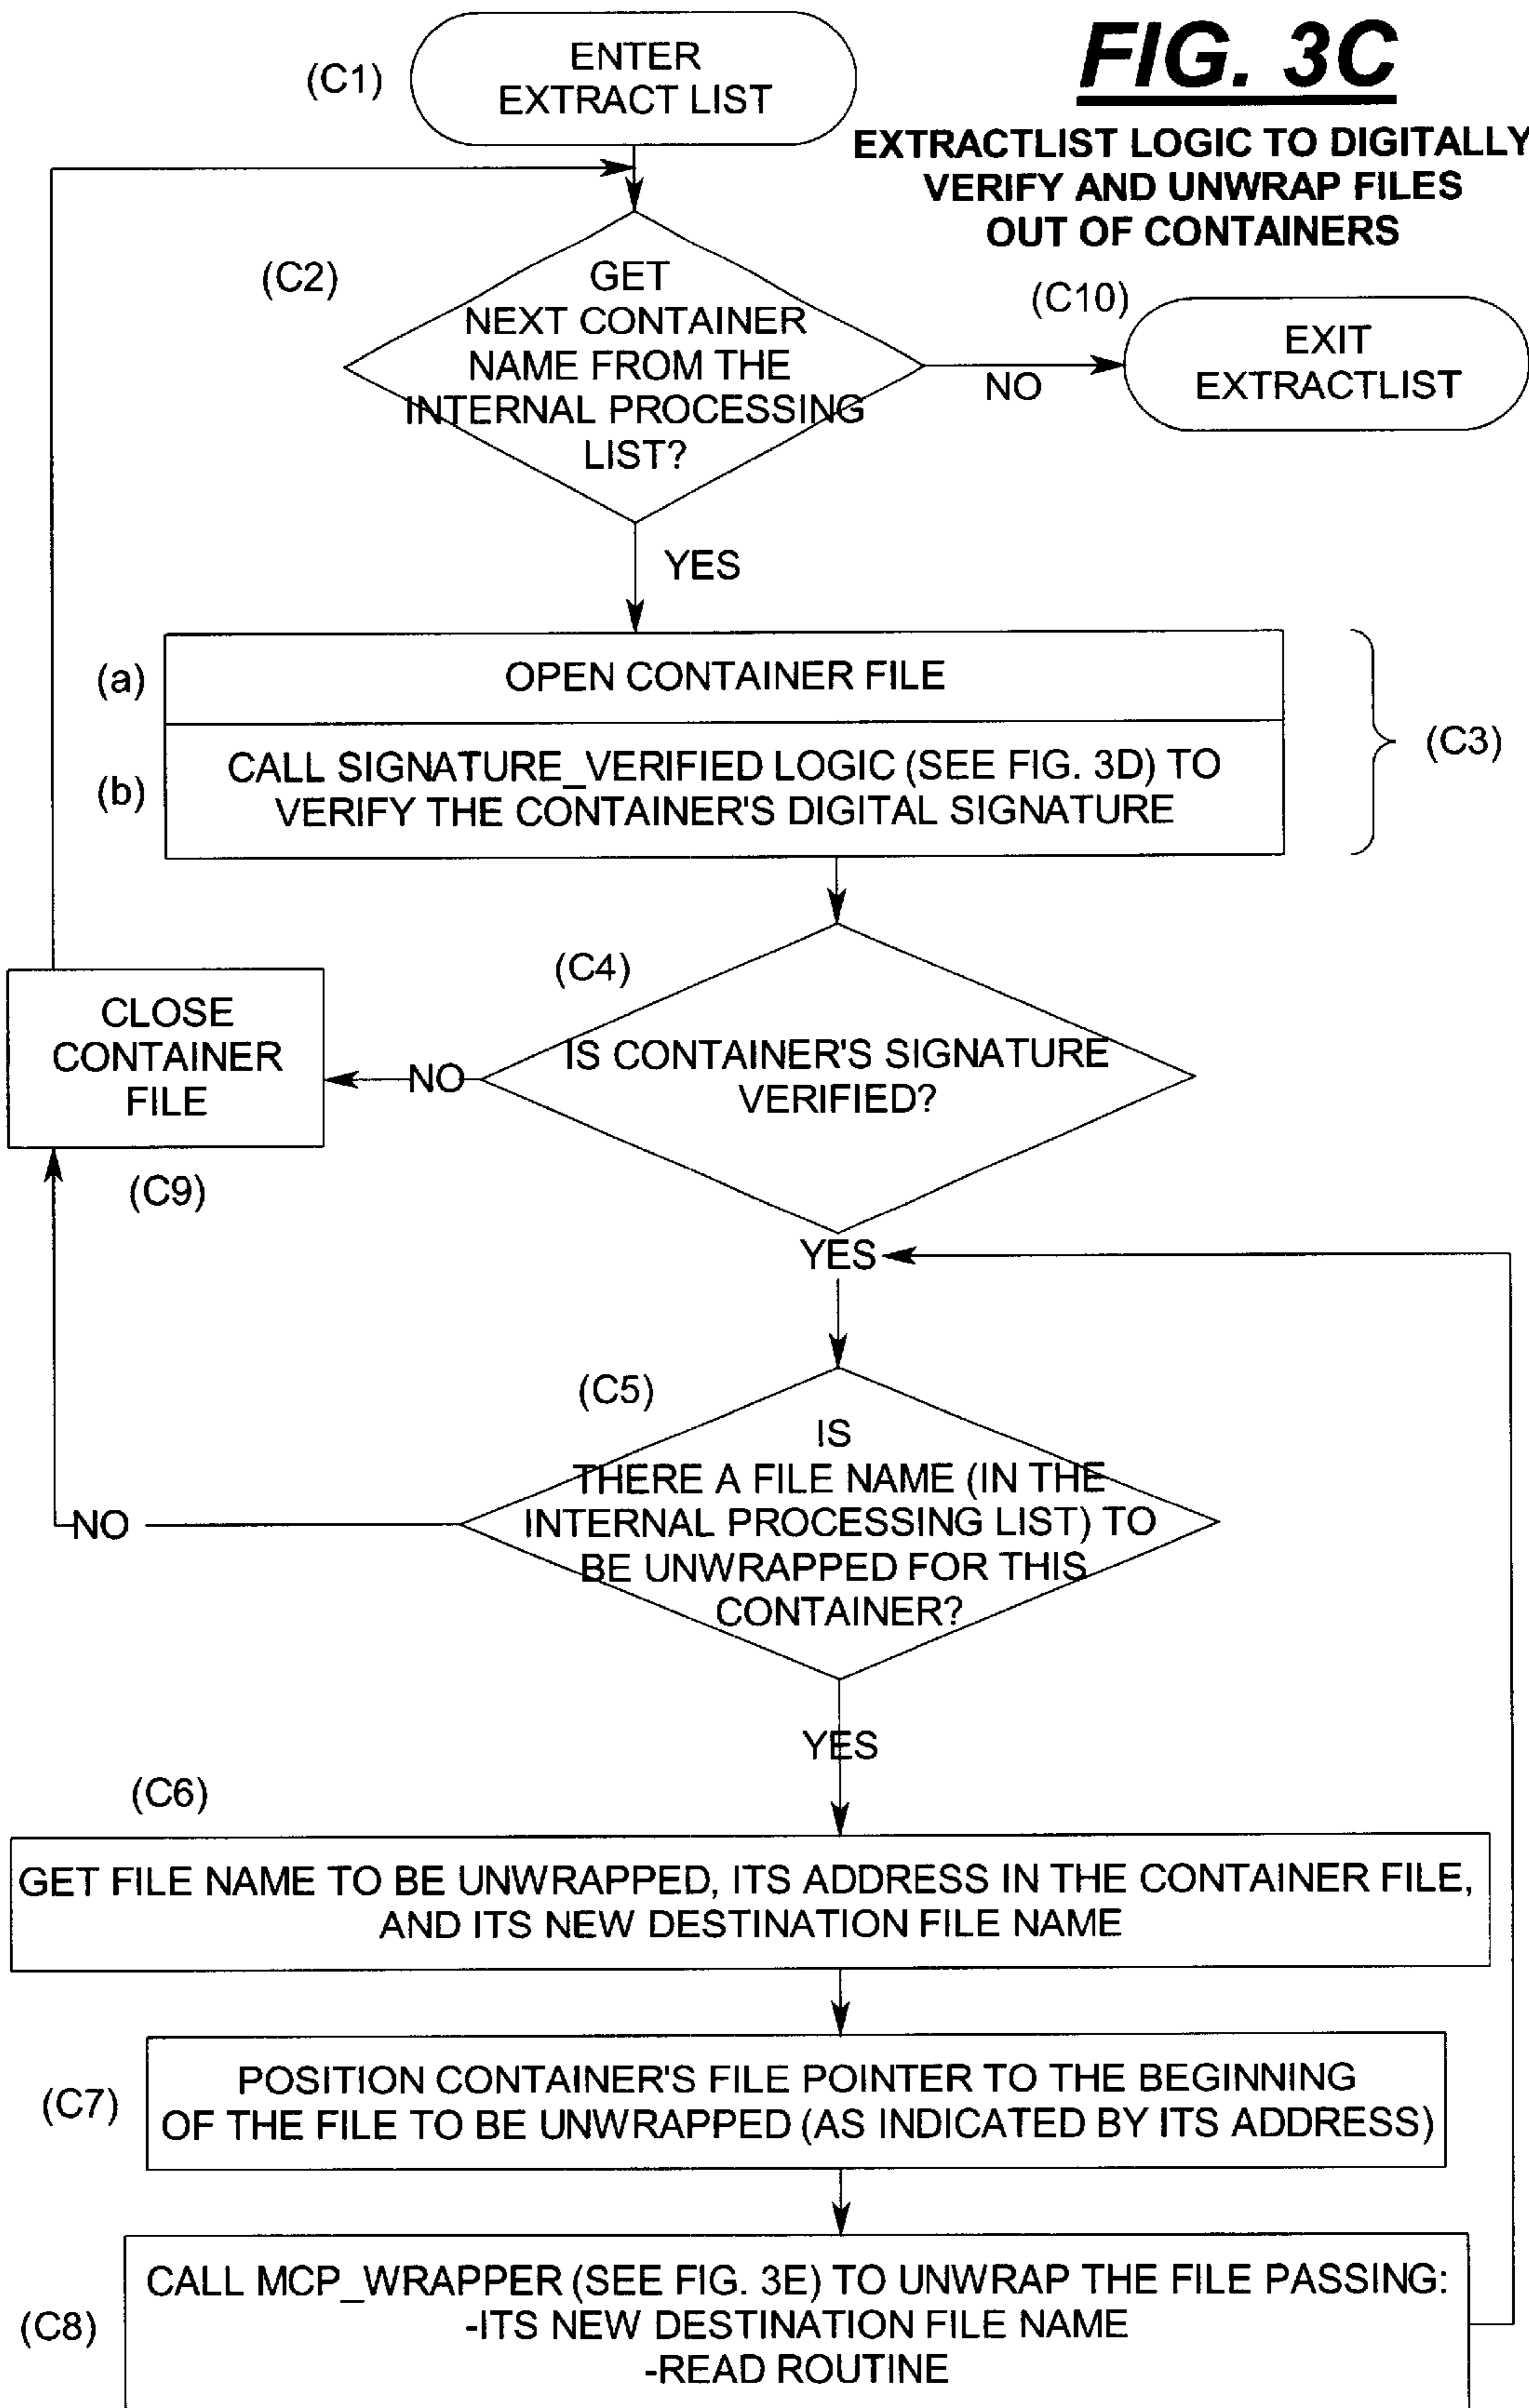 FIG. 3C
EXTRACTLIST LOGIC TO DIGITALLY
VERIFY AND UNWRAP FILES
OUT OF CONTAINERS
(C1)
ENTER
EXTRACT LIST
(C2)
GET
NEXT CONTAINER
NAME FROM THE
INTERNAL PROCESSING
LIST?
NO
(C10)
EXIT
EXTRACTLIST
YES
(a)
OPEN CONTAINER FILE
(b)
CALL SIGNATURE_VERIFIED LOGIC (SEE FIG. 3D) TO
VERIFY THE CONTAINER'S DIGITAL SIGNATURE
(C3)
(C4)
IS CONTAINER'S SIGNATURE
VERIFIED?
NO
CLOSE
CONTAINER
FILE
(C9)
YES
(C5)
IS
THERE A FILE NAME (IN THE
INTERNAL PROCESSING LIST) TO
BE UNWRAPPED FOR THIS
CONTAINER?
NO
YES
(C6)
GET FILE NAME TO BE UNWRAPPED, ITS ADDRESS IN THE CONTAINER FILE,
AND ITS NEW DESTINATION FILE NAME
(C7)
POSITION CONTAINER'S FILE POINTER TO THE BEGINNING
OF THE FILE TO BE UNWRAPPED (AS INDICATED BY ITS ADDRESS)
(C8)
CALL MCP_WRAPPER (SEE FIG. 3E) TO UNWRAP THE FILE PASSING:
-ITS NEW DESTINATION FILE NAME
-READ ROUTINE